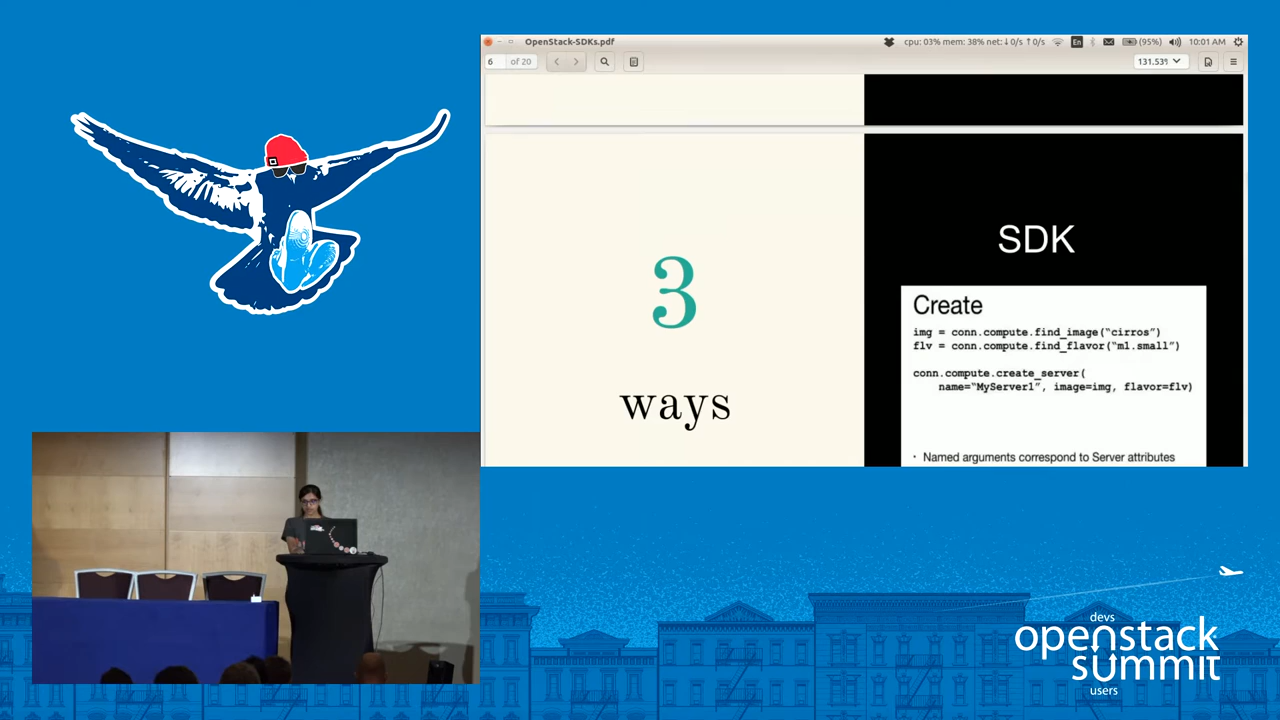 OpenStack-SDKs.pdf
cpu: 03% mem: 38% net:↓0/s ↑0/s
En
(95%)
10:01 AM
6 of 20
131.53%
3
ways
SDK
Create
img = conn.compute.find_image(“cirros”)
flv = conn.compute.find_flavor(“m1.small”)
conn.compute.create_server(
name=“MyServer1”, image=img, flavor=flv)
· Named arguments correspond to Server attributes
devs
openstack
summit
users